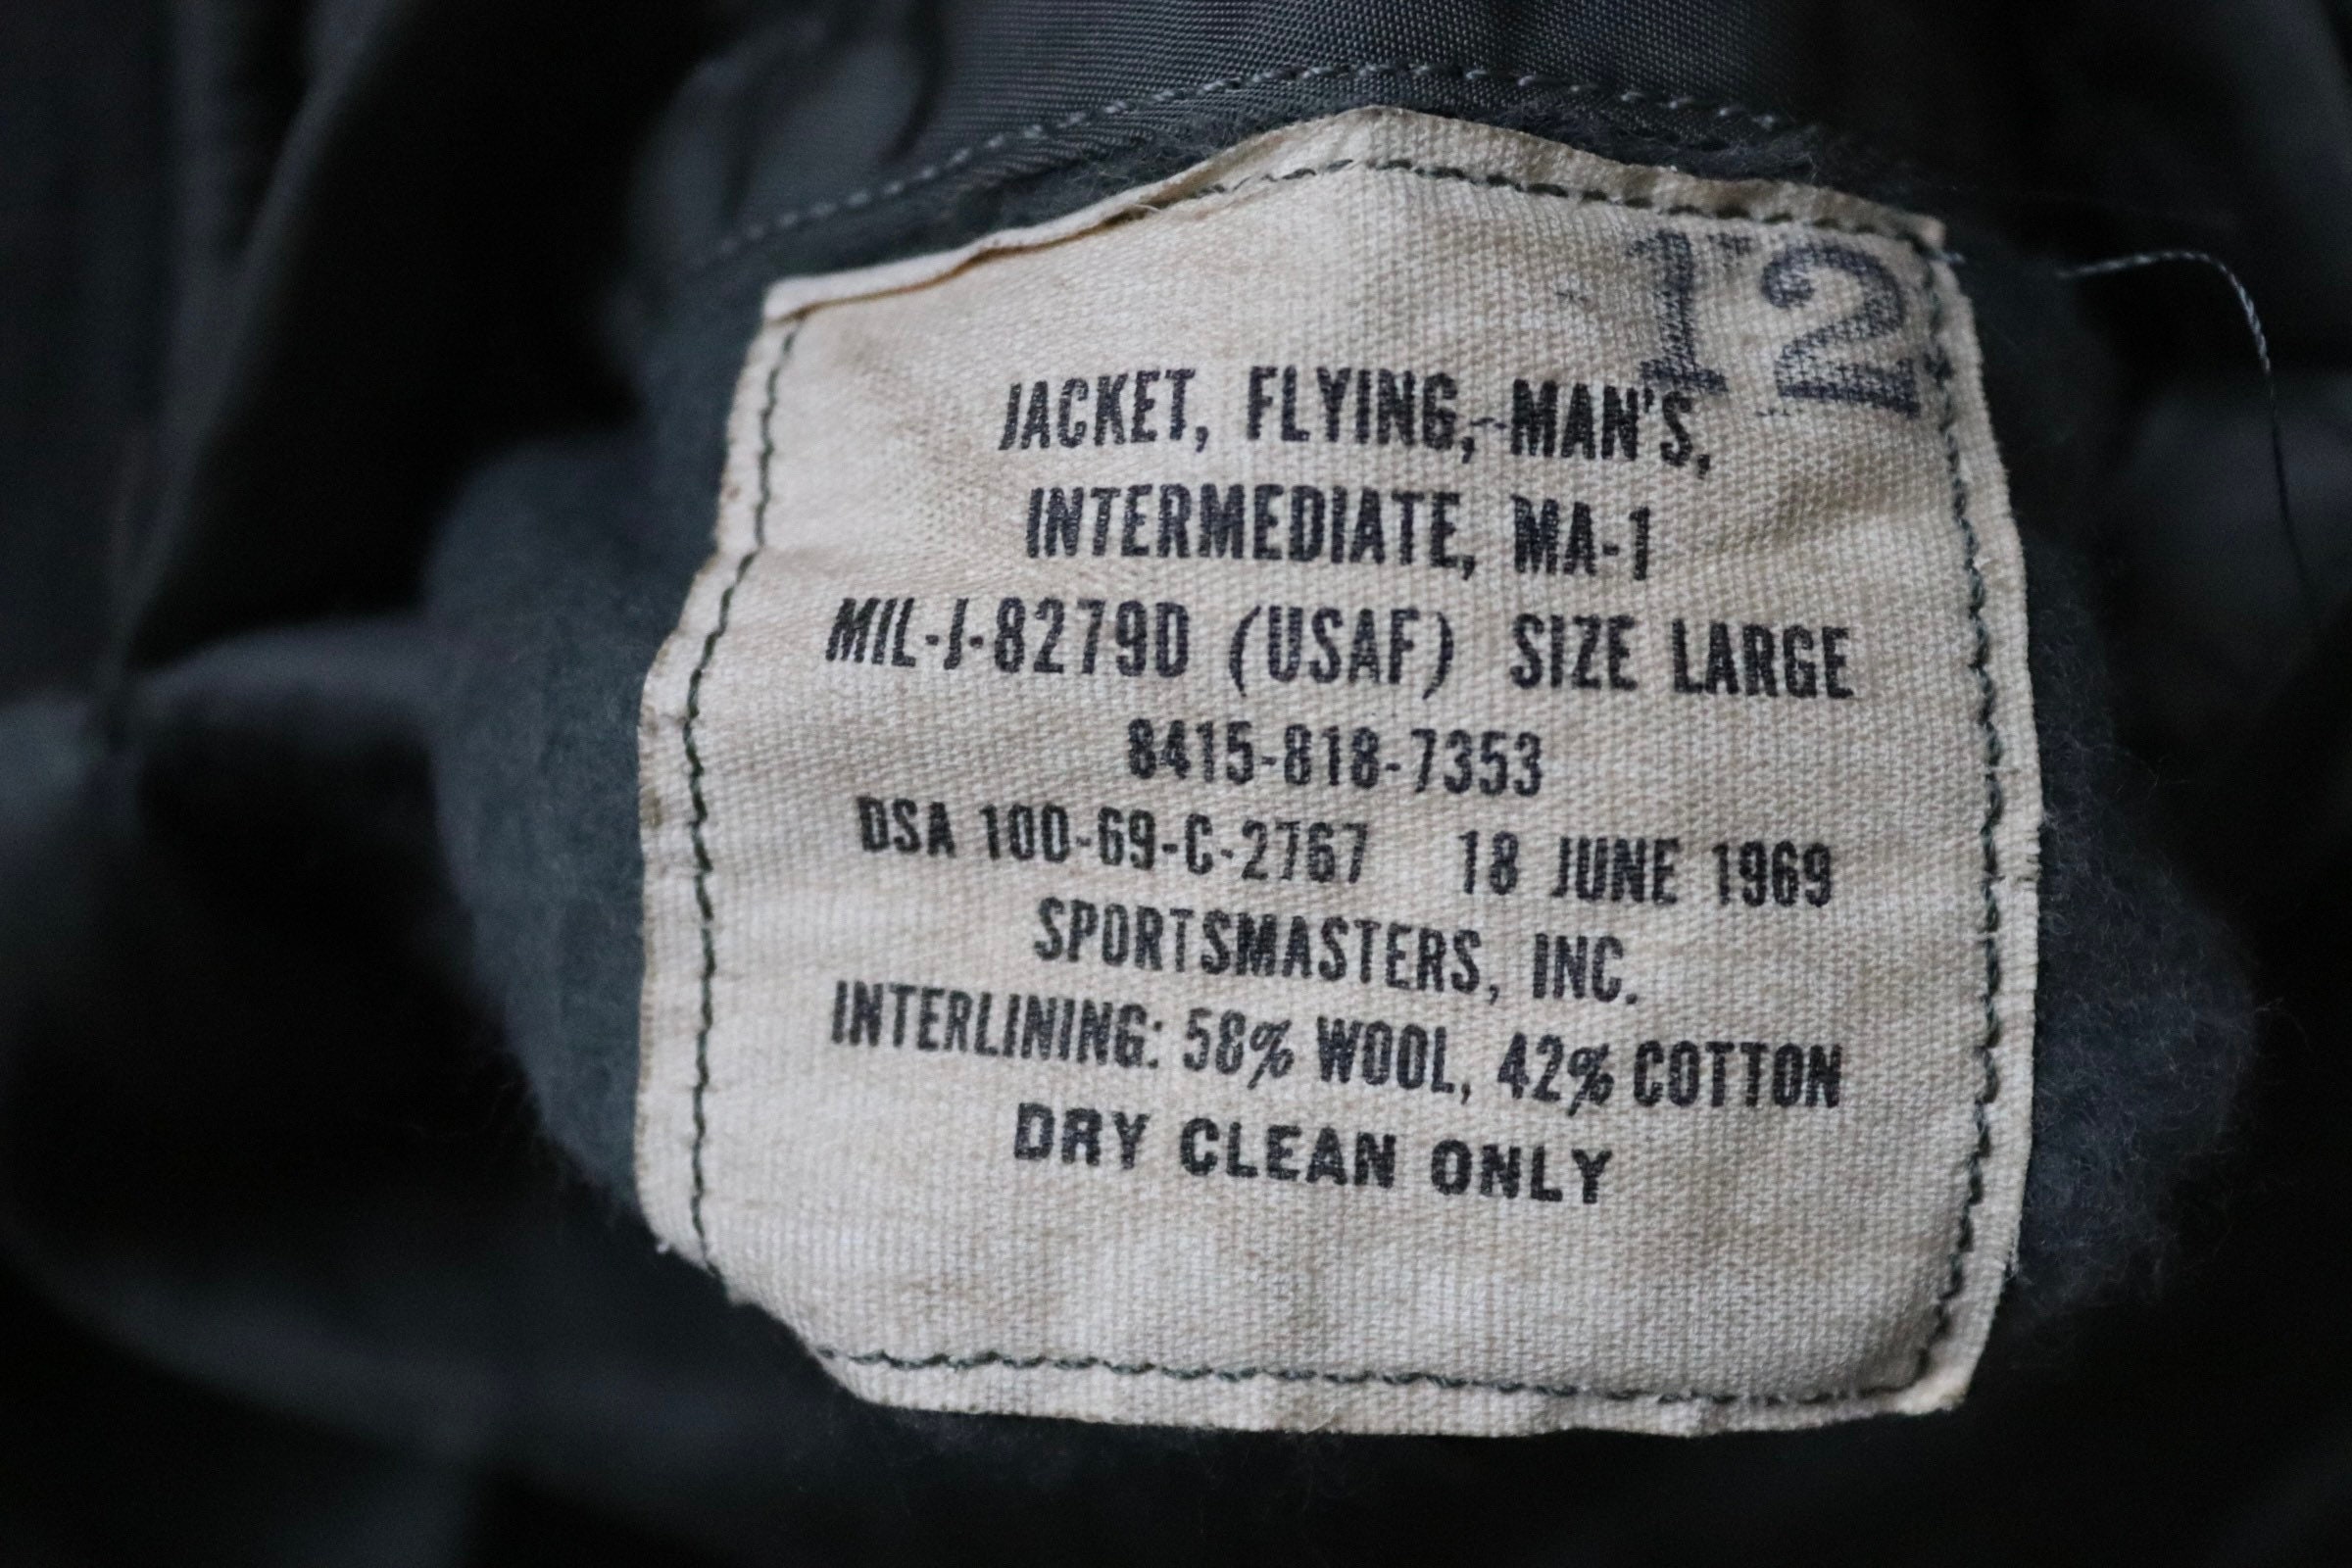 12
JACKET, FLYING, MAN'S,
INTERMEDIATE, MA-1
MIL-J-8279D (USAF) SIZE LARGE
8415-818-7353
DSA 100-69-C-2767 18 JUNE 1969
SPORTSMASTERS, INC.
INTERLINING: 58% WOOL, 42% COTTON
DRY CLEAN ONLY